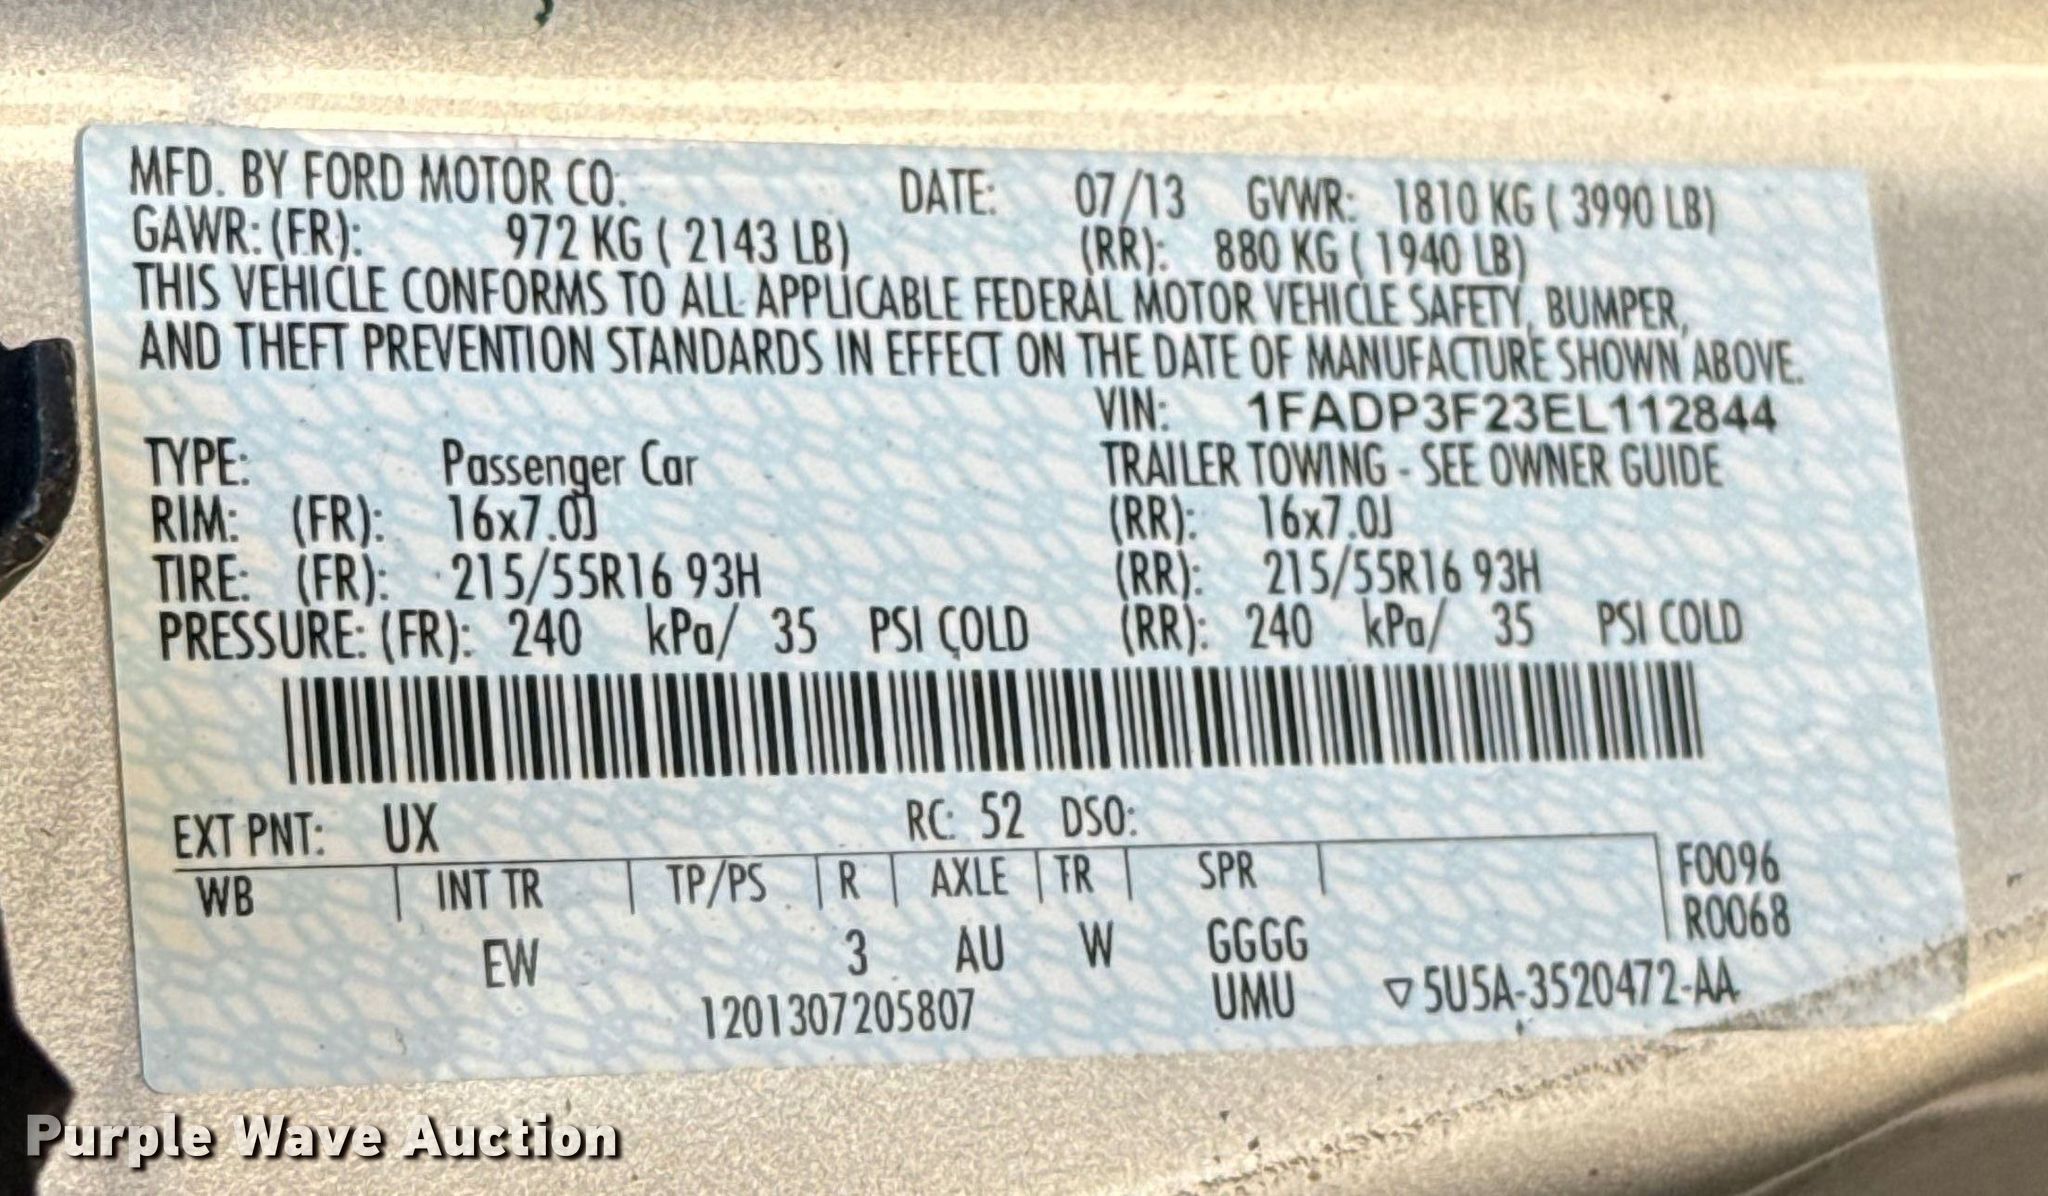 MFD. BY FORD MOTOR CO. DATE: 07/13 GVWR: 1810 KG ( 3990 LB)
GAWR: (FR): 972 KG ( 2143 LB) (RR): 880 KG ( 1940 LB)
THIS VEHICLE CONFORMS TO ALL APPLICABLE FEDERAL MOTOR VEHICLE SAFETY, BUMPER,
AND THEFT PREVENTION STANDARDS IN EFFECT ON THE DATE OF MANUFACTURE SHOWN ABOVE.
VIN: 1FADP3F23EL112844
TYPE: Passenger Car TRAILER TOWING - SEE OWNER GUIDE
RIM: (FR): 16x7.0J (RR): 16x7.0J
TIRE: (FR): 215/55R16 93H (RR): 215/55R16 93H
PRESSURE: (FR): 240 kPa/ 35 PSI COLD (RR): 240 kPa/ 35 PSI COLD
EXT PNT: UX RC: 52 DSO:
WB | INT TR | TP/PS | R | AXLE | TR | SPR | F0096
R0068
EW 3 AU W GGGG
1201307205807 UMU ▽5U5A-3520472-AA
Purple Wave Auction